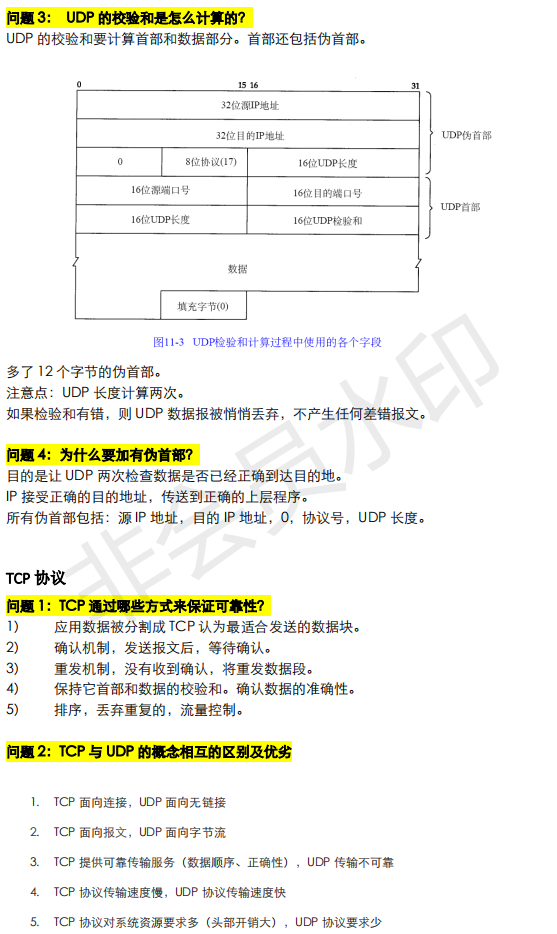 问题 3： UDP 的校验和是怎么计算的？
UDP 的校验和要计算首部和数据部分。首部还包括伪首部。
0 15 16 31
32位源IP地址
32位目的IP地址
UDP伪首部
0 8位协议(17) 16位UDP长度
16位源端口号 16位目的端口号
UDP首部
16位UDP长度 16位UDP检验和
数据
填充字节(0)
图11-3 UDP检验和计算过程中使用的各个字段
多了 12 个字节的伪首部。
注意点：UDP 长度计算两次。
如果检验和有错，则 UDP 数据报被悄悄丢弃，不产生任何差错报文。
问题 4：为什么要加有伪首部？
目的是让 UDP 两次检查数据是否已经正确到达目的地。
IP 接受正确的目的地址，传送到正确的上层程序。
所有伪首部包括：源 IP 地址，目的 IP 地址，0，协议号，UDP 长度。
TCP 协议
问题 1：TCP 通过哪些方式来保证可靠性？
1) 应用数据被分割成 TCP 认为最适合发送的数据块。
2) 确认机制，发送报文后，等待确认。
3) 重发机制，没有收到确认，将重发数据段。
4) 保持它首部和数据的校验和。确认数据的准确性。
5) 排序，丢弃重复的，流量控制。
问题 2：TCP 与 UDP 的概念相互的区别及优劣
1. TCP 面向连接，UDP 面向无链接
2. TCP 面向报文，UDP 面向字节流
3. TCP 提供可靠传输服务（数据顺序、正确性），UDP 传输不可靠
4. TCP 协议传输速度慢，UDP 协议传输速度快
5. TCP 协议对系统资源要求多（头部开销大），UDP 协议要求少
非会员水印